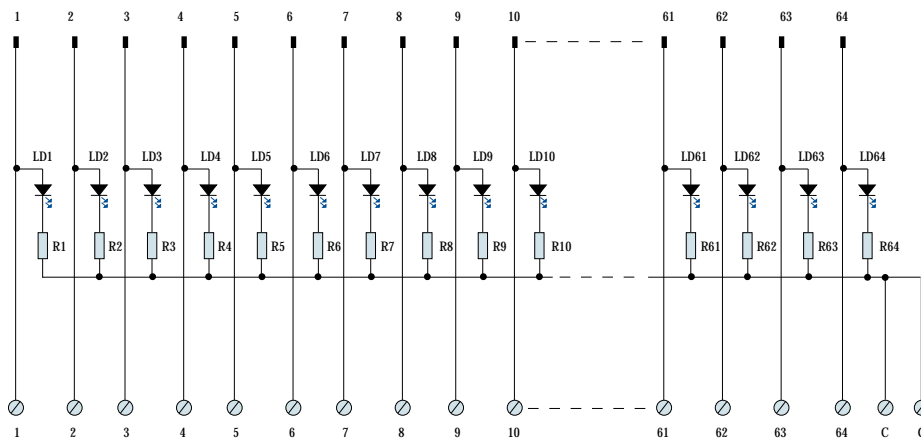 1 2 3 4 5 6 7 8 9 10 61 62 63 64
LD1 LD2 LD3 LD4 LD5 LD6 LD7 LD8 LD9 LD10 LD61 LD62 LD63 LD64
R1 R2 R3 R4 R5 R6 R7 R8 R9 R10 R61 R62 R63 R64
1 2 3 4 5 6 7 8 9 10 61 62 63 64 C